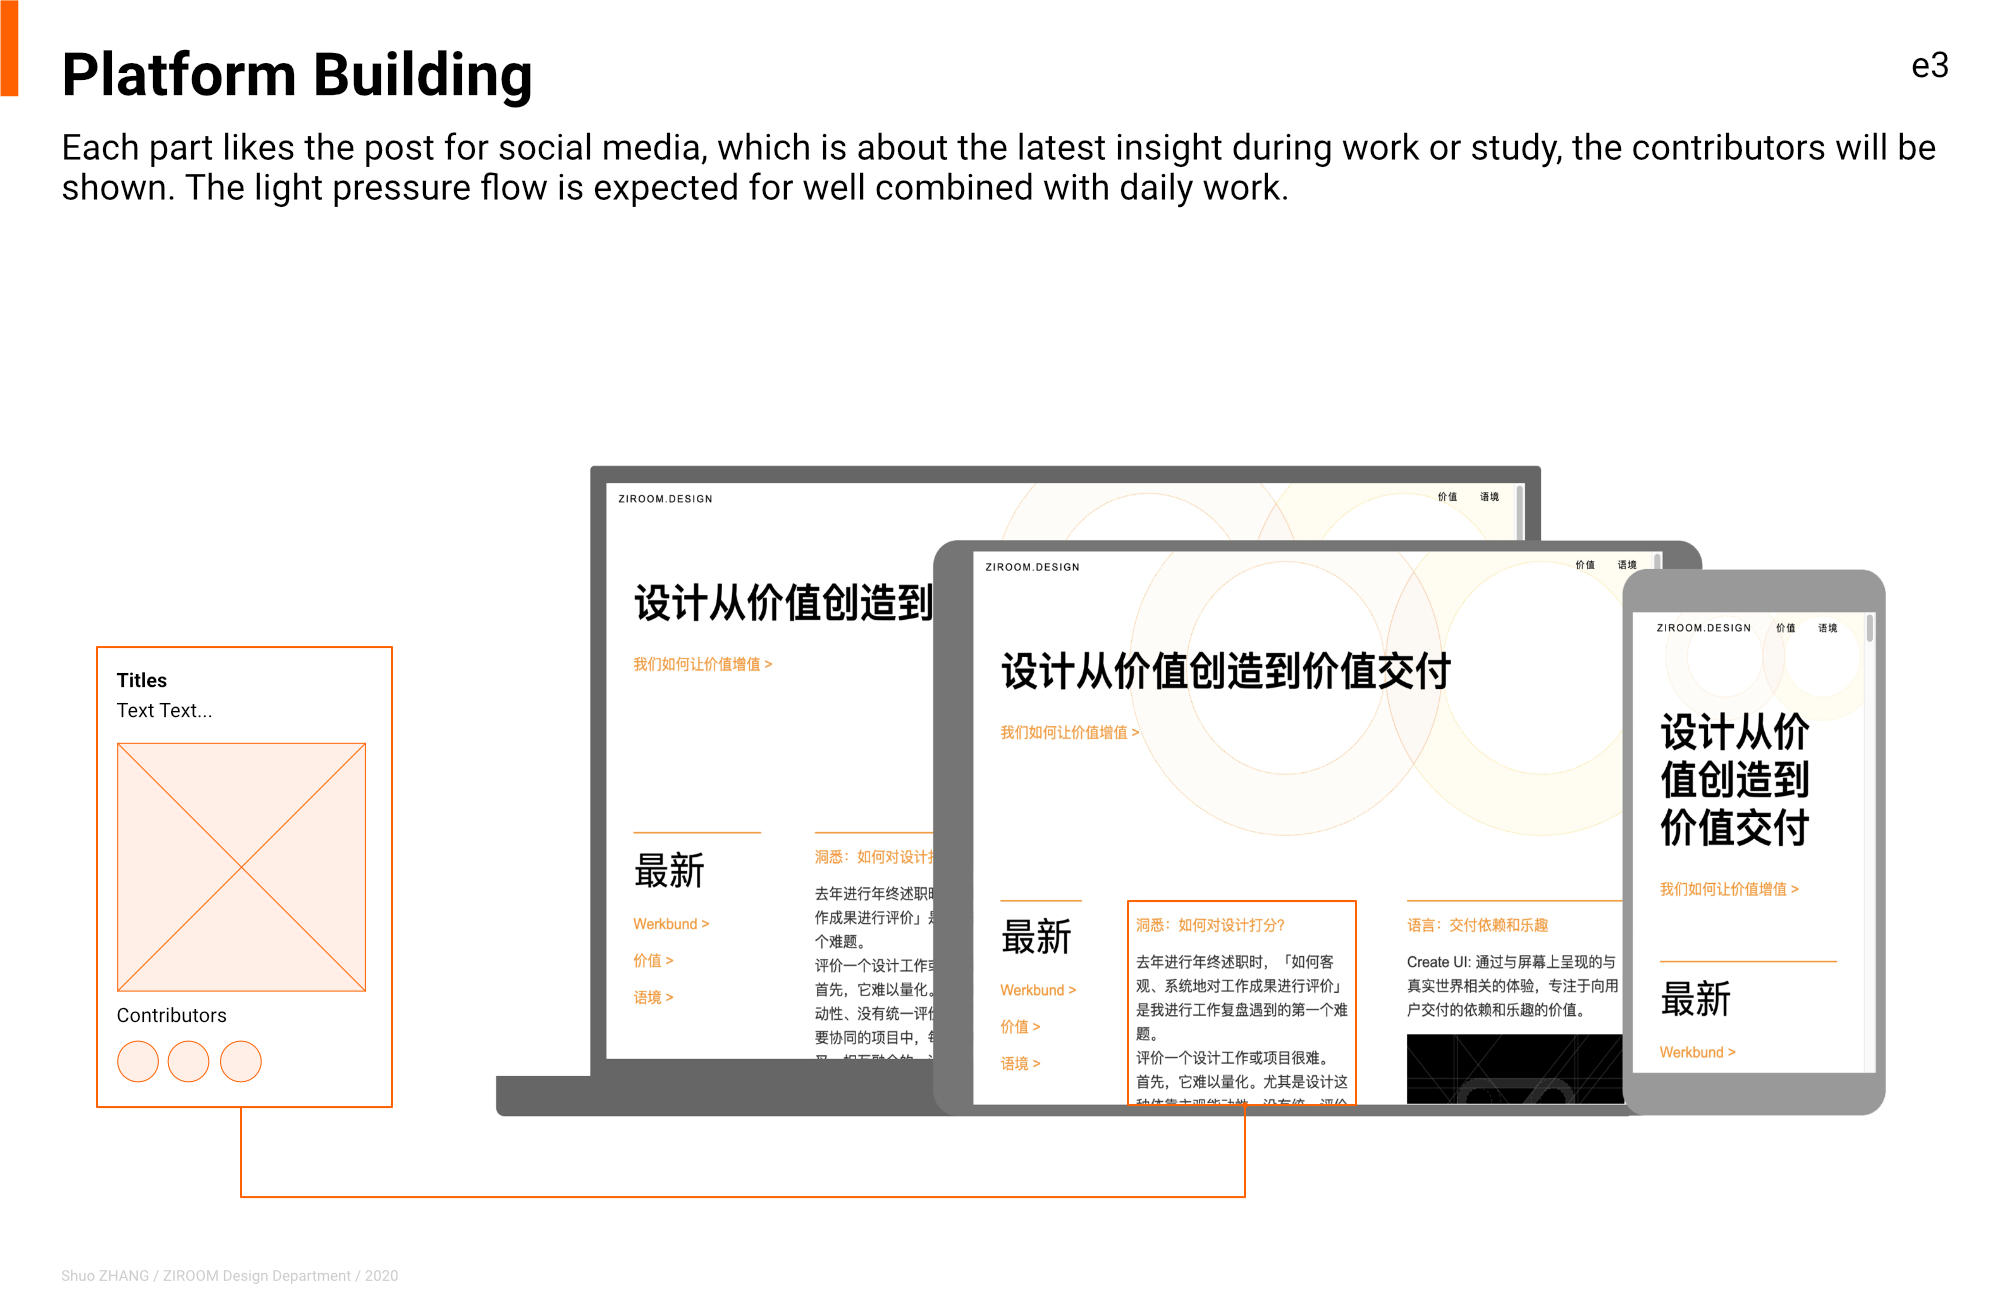 Platform Building
e3
Each part likes the post for social media, which is about the latest insight during work or study, the contributors will be
shown. The light pressure flow is expected for well combined with daily work.
Titles
Text Text...
Contributors
ZIROOM.DESIGN
价值 语境
设计从价值创造到
我们如何让价值增值 >
最新
Werkbund >
价值 >
语境 >
洞悉：如何对设计
去年进行年终述职
作成果进行评价」
个难题。
评价一个设计工作
首先，它难以量化。
动性、没有统一评
要协同的项目中，
ZIROOM.DESIGN
价值 语境
设计从价值创造到价值交付
我们如何让价值增值 >
最新
Werkbund >
价值 >
语境 >
洞悉：如何对设计打分？
去年进行年终述职时，「如何客
观、系统地对工作成果进行评价」
是我进行工作复盘遇到的第一个难
题。
评价一个设计工作或项目很难。
首先，它难以量化。尤其是设计这
种依靠主观能动性、没有统一评价
语言：交付依赖和乐趣
Create UI: 通过与屏幕上呈现的与
真实世界相关的体验，专注于向用
户交付的依赖和乐趣的价值。
ZIROOM.DESIGN 价值 语境
设计从价
值创造到
价值交付
我们如何让价值增值 >
最新
Werkbund >
Shuo ZHANG / ZIROOM Design Department / 2020